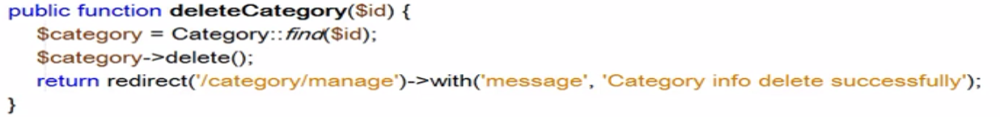 public function deleteCategory($id) {
$category = Category::find($id);
$category->delete();
return redirect('/category/manage')->with('message', 'Category info delete successfully');
}